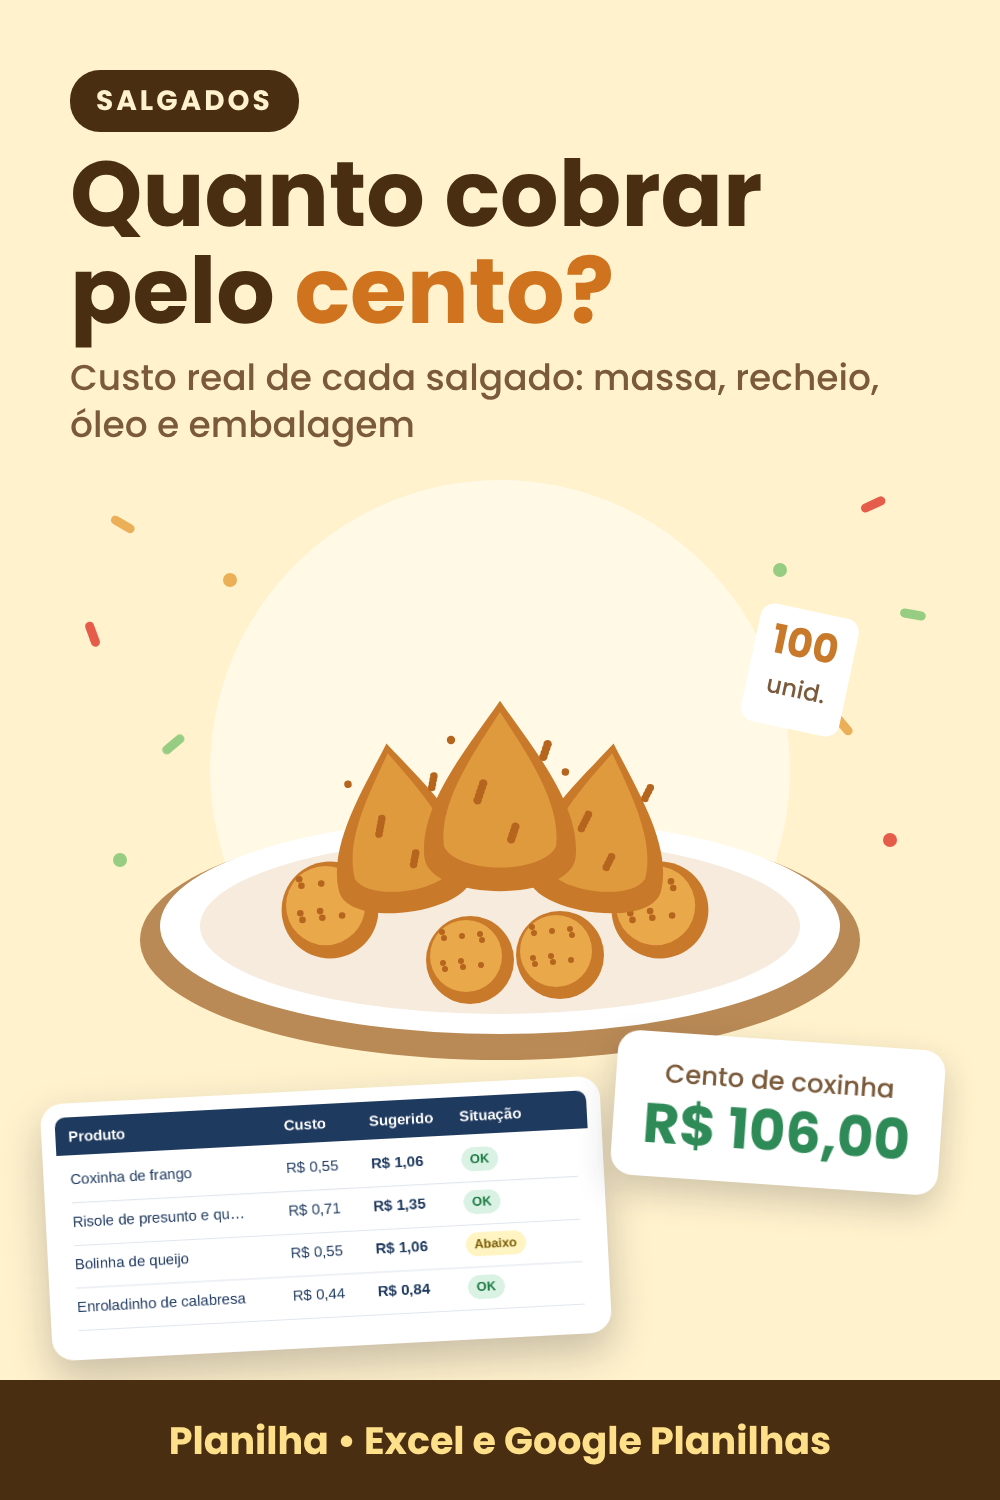 SALGADOS
Quanto cobrar
pelo cento?
Custo real de cada salgado: massa, recheio,
óleo e embalagem
100
unid.
Cento de coxinha
R$ 106,00
Produto Custo Sugerido Situação
Coxinha de frango R$ 0,55 R$ 1,06 OK
Risole de presunto e qu... R$ 0,71 R$ 1,35 OK
Bolinha de queijo R$ 0,55 R$ 1,06 Abaixo
Enroladinho de calabresa R$ 0,44 R$ 0,84 OK
Planilha • Excel e Google Planilhas